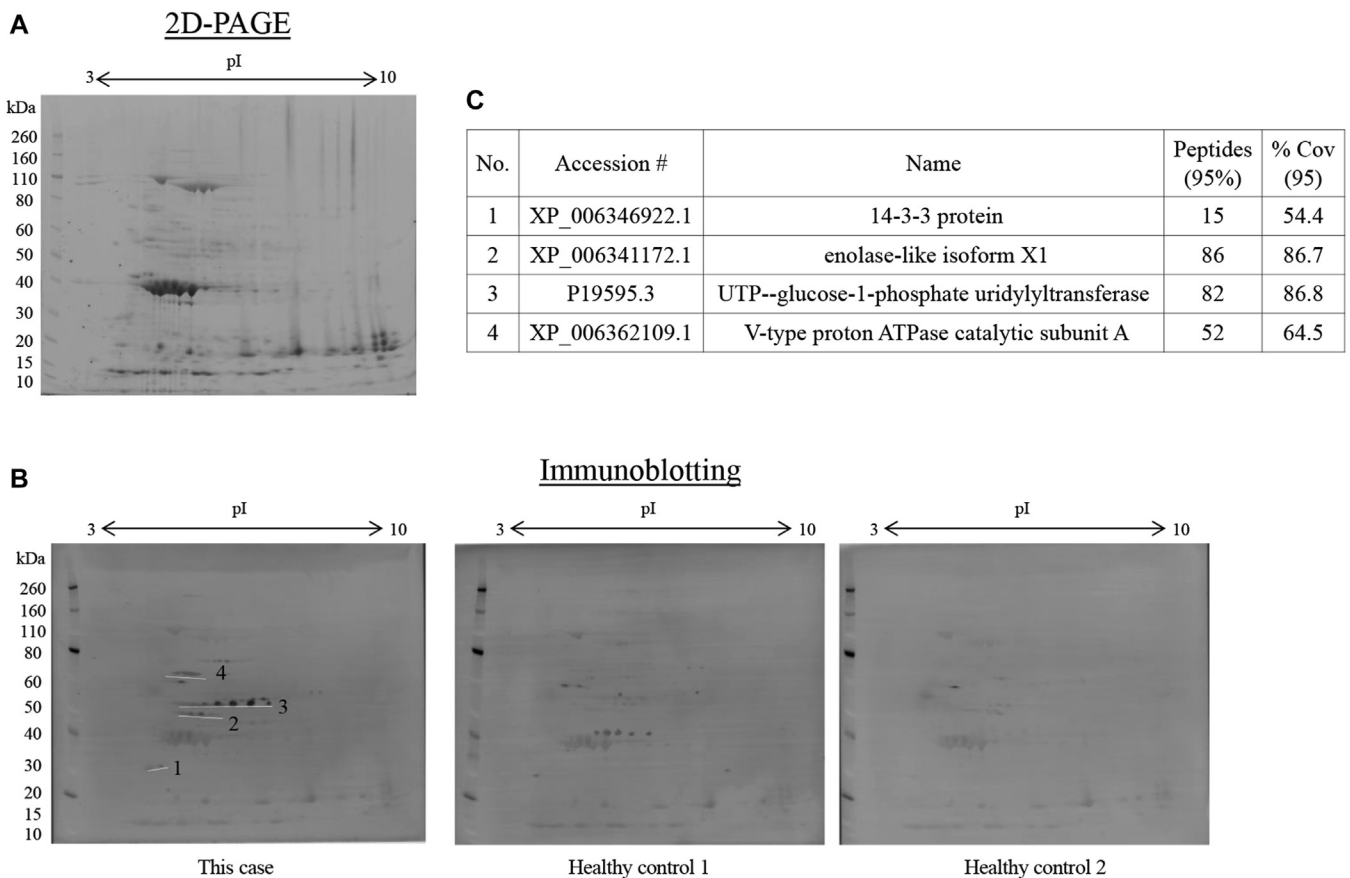 A
2D-PAGE
pI
3 10
kDa
260
160
110
80
60
50
40
30
20
15
10
C
No. Accession # Name Peptides (95%) % Cov (95)
1 XP_006346922.1 14-3-3 protein 15 54.4
2 XP_006341172.1 enolase-like isoform X1 86 86.7
3 P19595.3 UTP--glucose-1-phosphate uridylyltransferase 82 86.8
4 XP_006362109.1 V-type proton ATPase catalytic subunit A 52 64.5
B
Immunoblotting
pI pI pI
3 10 3 10 3 10
kDa
260
160
110
80
60
50
40
30
20
15
10
4
3
2
1
This case Healthy control 1 Healthy control 2